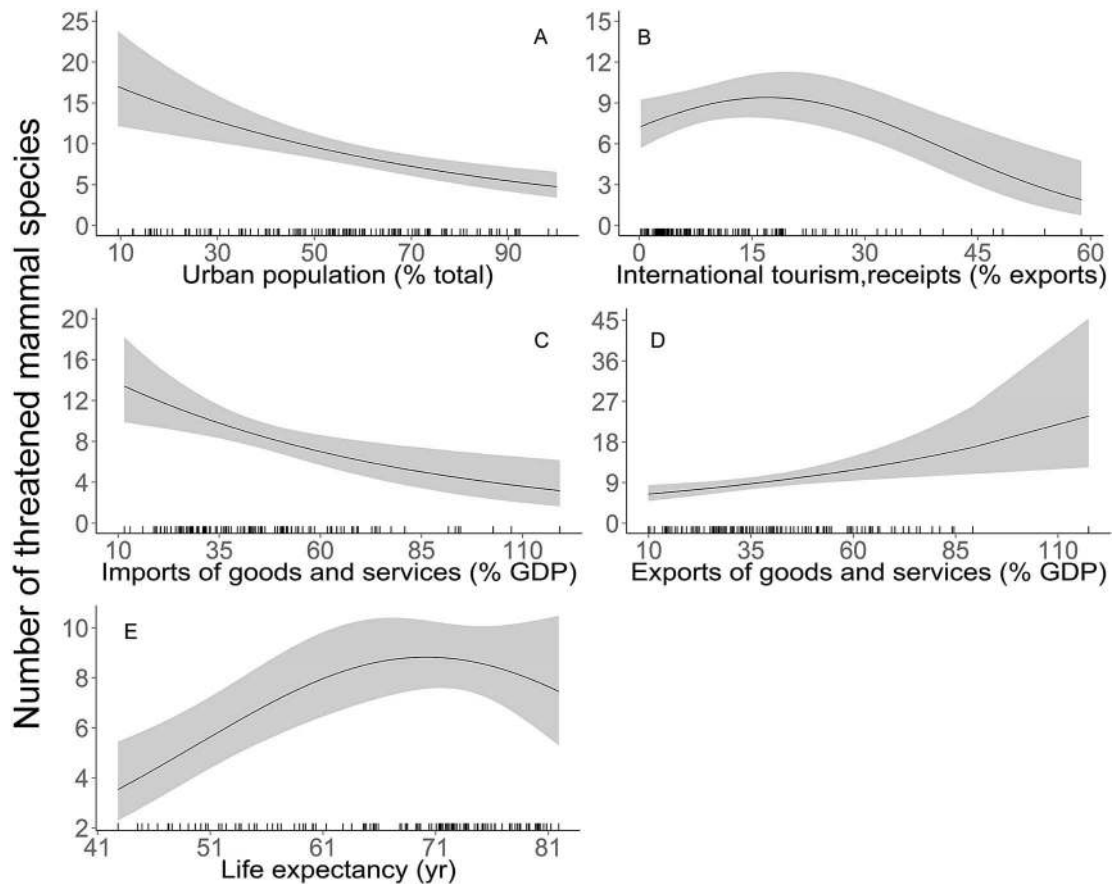 Number of threatened mammal species
25
20
15
10
5
0
A
10 30 50 70 90
Urban population (% total)
15
12
9
6
3
0
B
0 15 30 45 60
International tourism,receipts (% exports)
20
16
12
8
4
0
C
10 35 60 85 110
Imports of goods and services (% GDP)
45
36
27
18
9
0
D
10 35 60 85 110
Exports of goods and services (% GDP)
10
8
6
4
2
E
41 51 61 71 81
Life expectancy (yr)